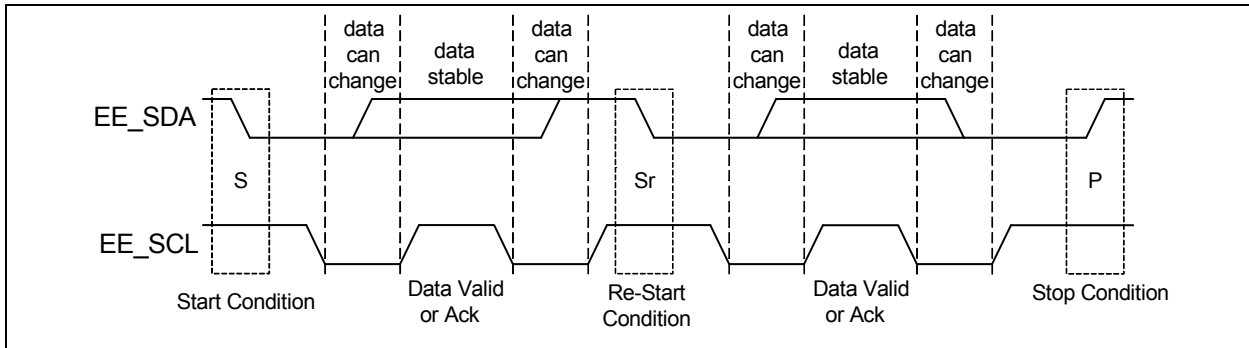 data
can
change
data
stable
data
can
change
data
can
change
data
stable
data
can
change
EE_SDA
S
Sr
P
EE_SCL
Start Condition
Data Valid
or Ack
Re-Start
Condition
Data Valid
or Ack
Stop Condition